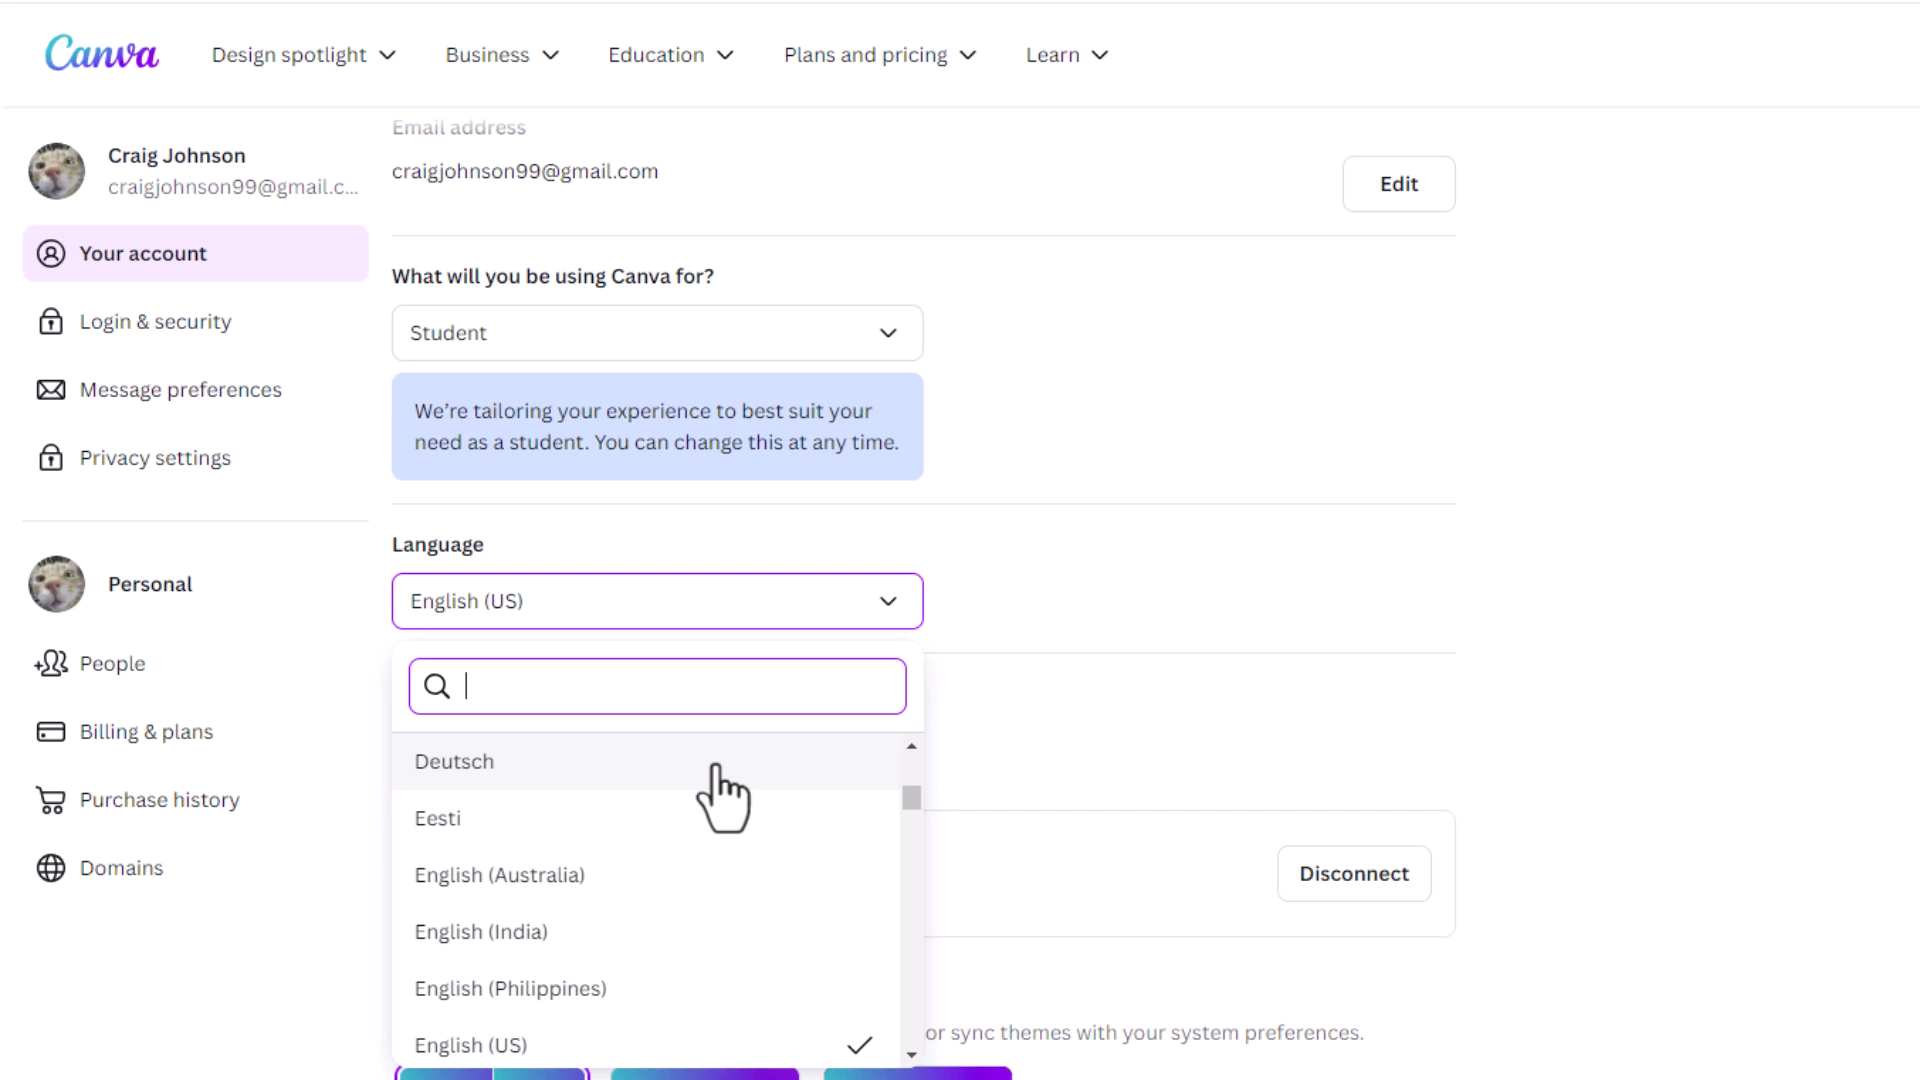 Canva
Design spotlight
Business
Education
Plans and pricing
Learn
Craig Johnson
craigjohnson99@gmail.c...
Your account
Login & security
Message preferences
Privacy settings
Personal
People
Billing & plans
Purchase history
Domains
Email address
craigjohnson99@gmail.com
Edit
What will you be using Canva for?
Student
We're tailoring your experience to best suit your
need as a student. You can change this at any time.
Language
English (US)
Deutsch
Eesti
English (Australia)
English (India)
English (Philippines)
English (US)
Disconnect
or sync themes with your system preferences.